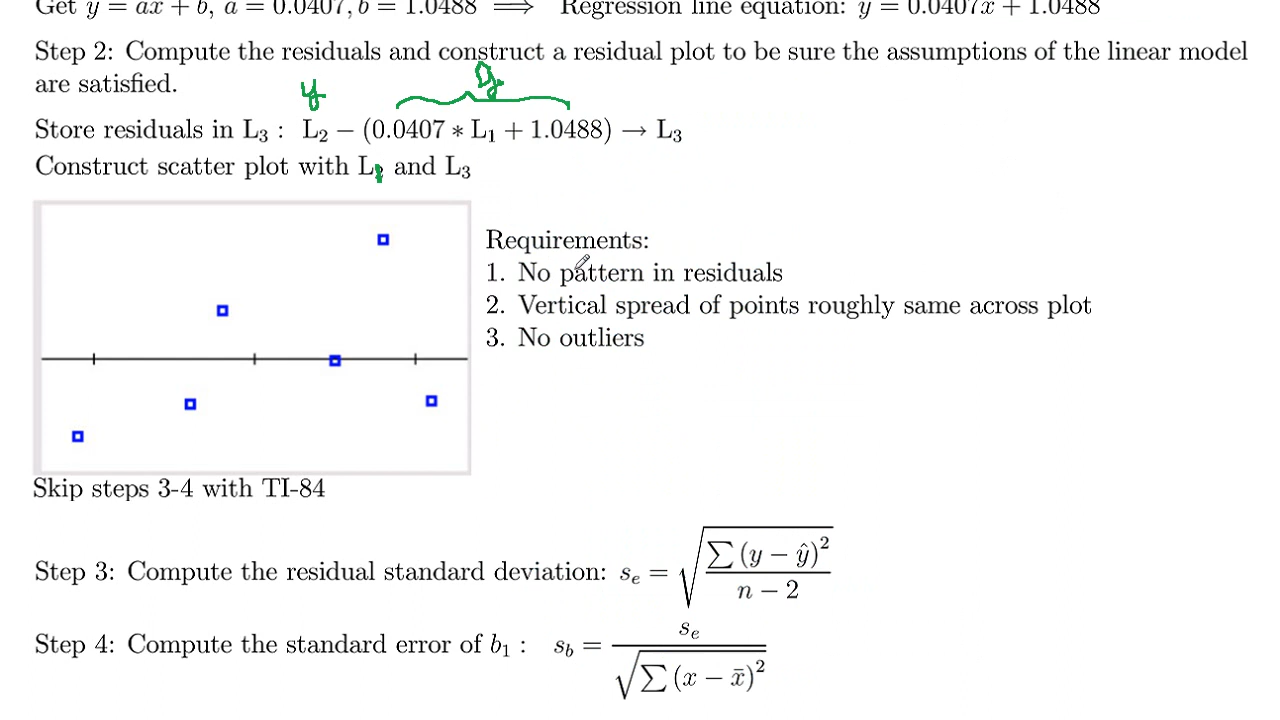 Get y = ax + b, a = 0.0407, b = 1.0488 ⟹ Regression line equation: y = 0.0407x + 1.0488
Step 2: Compute the residuals and construct a residual plot to be sure the assumptions of the linear model
are satisfied.
y ŷ
Store residuals in L₃ : L₂ − (0.0407 ∗ L₁ + 1.0488) → L₃
Construct scatter plot with L₁ and L₃
Requirements:
1. No pattern in residuals
2. Vertical spread of points roughly same across plot
3. No outliers
Skip steps 3-4 with TI-84
Step 3: Compute the residual standard deviation: sₑ = √(∑(y − ŷ)² / (n − 2))
Step 4: Compute the standard error of b₁ : s_b = sₑ / √(∑(x − x̄)²)